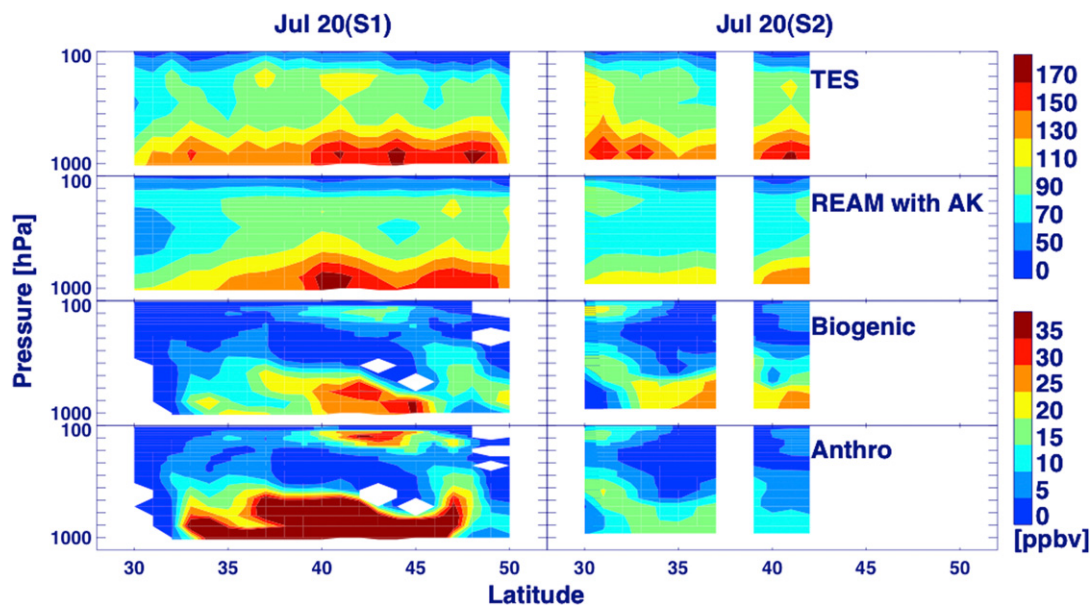 Jul 20(S1)
Jul 20(S2)
100
1000
TES
100
1000
REAM with AK
100
1000
Biogenic
100
1000
Anthro
Pressure [hPa]
30 35 40 45 50
30 35 40 45 50
Latitude
170
150
130
110
90
70
50
0
35
30
25
20
15
10
5
0
[ppbv]